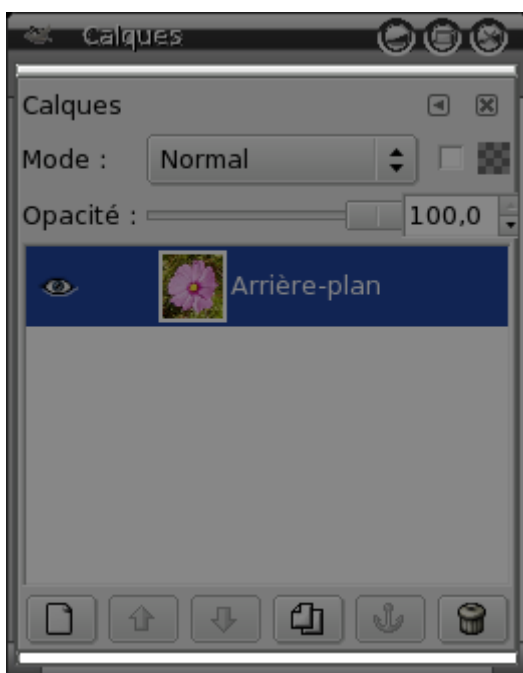 Calques
Calques
Mode : Normal
Opacité : 100,0
Arrière-plan